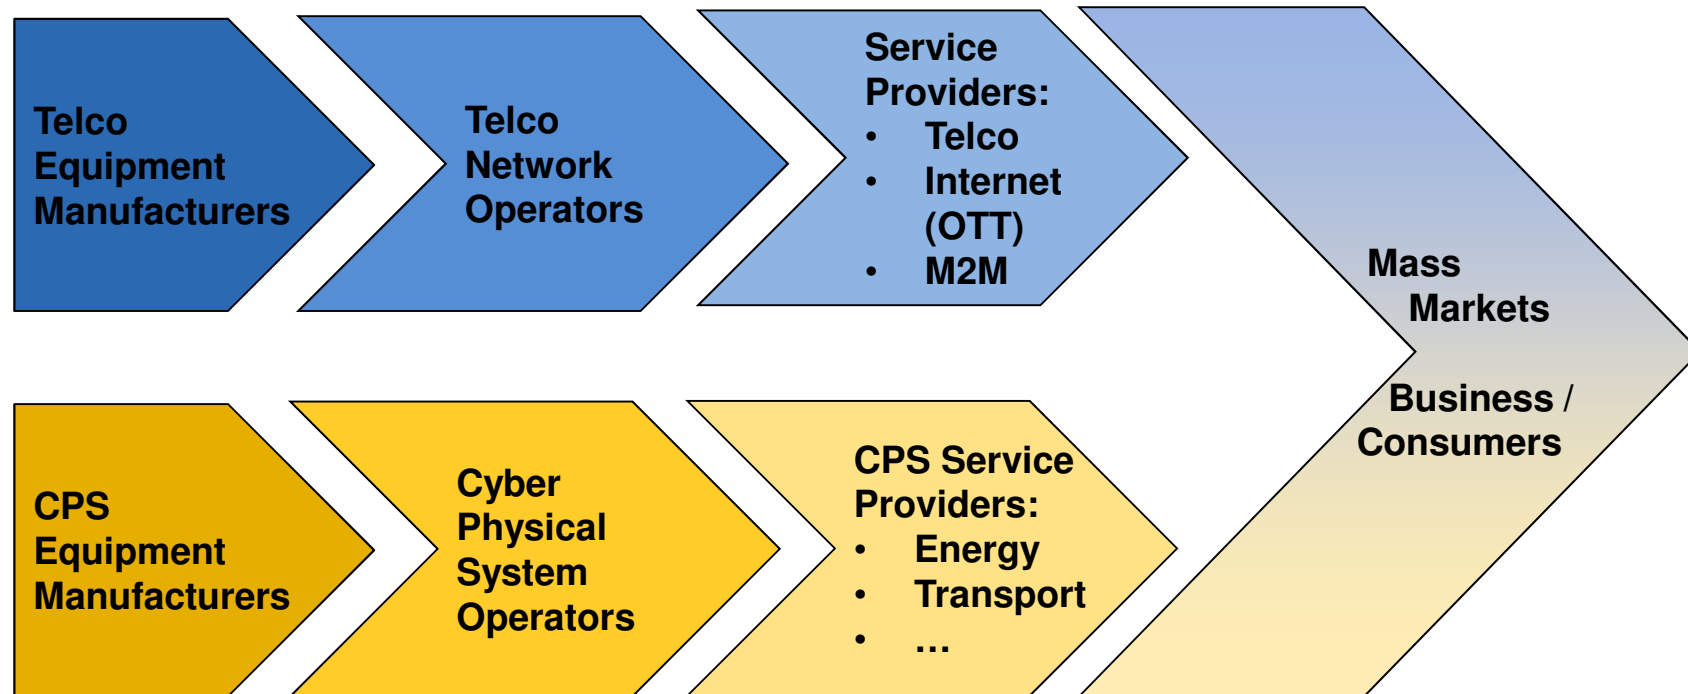 Telco
Equipment
Manufacturers
Telco
Network
Operators
Service
Providers:
• Telco
• Internet
(OTT)
• M2M
Mass
Markets
Business /
Consumers
CPS
Equipment
Manufacturers
Cyber
Physical
System
Operators
CPS Service
Providers:
• Energy
• Transport
• ...